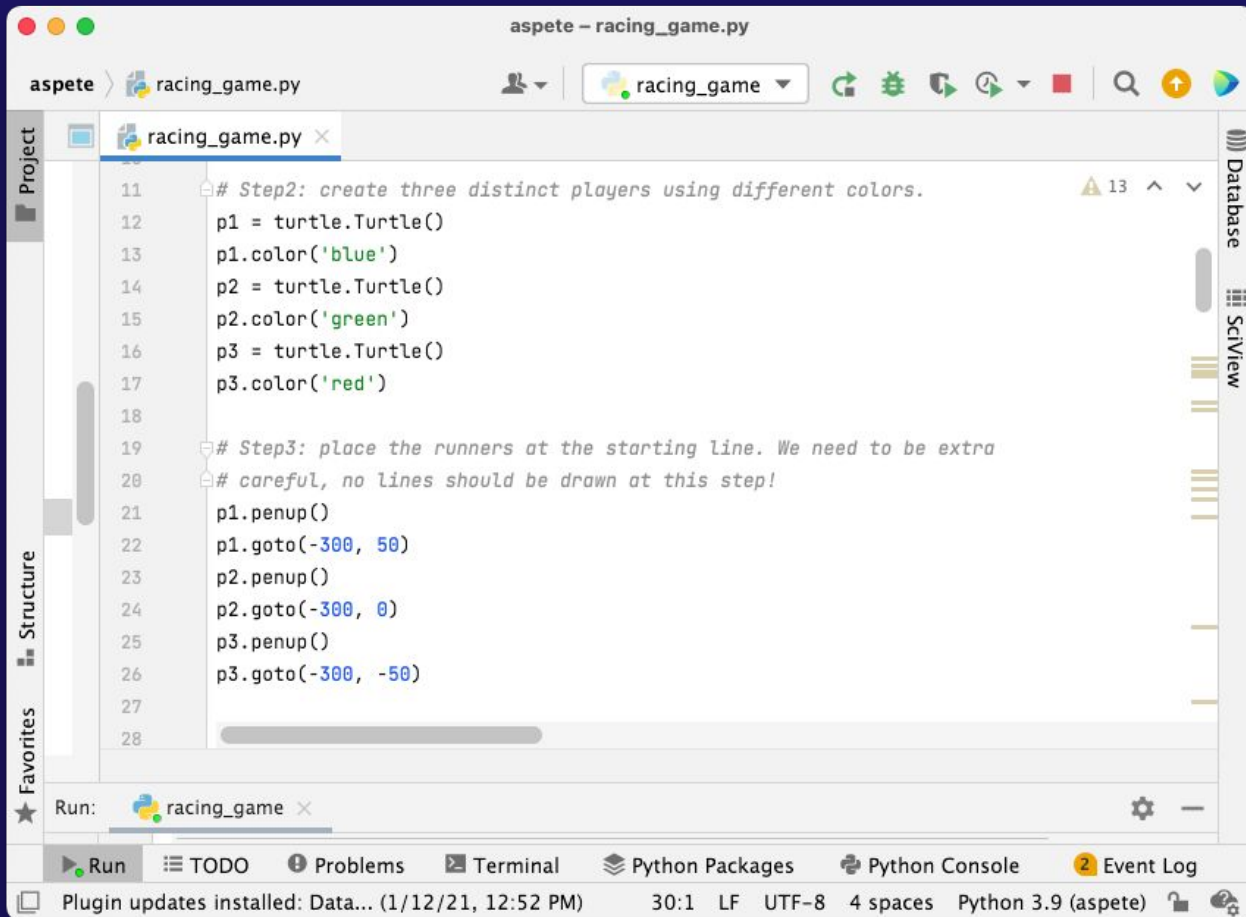 aspete – racing_game.py
aspete racing_game.py racing_game
Project
racing_game.py
Database
SciView
Structure
Favorites
11 # Step2: create three distinct players using different colors. 13
12 p1 = turtle.Turtle()
13 p1.color('blue')
14 p2 = turtle.Turtle()
15 p2.color('green')
16 p3 = turtle.Turtle()
17 p3.color('red')
18
19 # Step3: place the runners at the starting line. We need to be extra
20 # careful, no lines should be drawn at this step!
21 p1.penup()
22 p1.goto(-300, 50)
23 p2.penup()
24 p2.goto(-300, 0)
25 p3.penup()
26 p3.goto(-300, -50)
27
28
Run: racing_game
Run TODO Problems Terminal Python Packages Python Console 2 Event Log
Plugin updates installed: Data... (1/12/21, 12:52 PM) 30:1 LF UTF-8 4 spaces Python 3.9 (aspete)